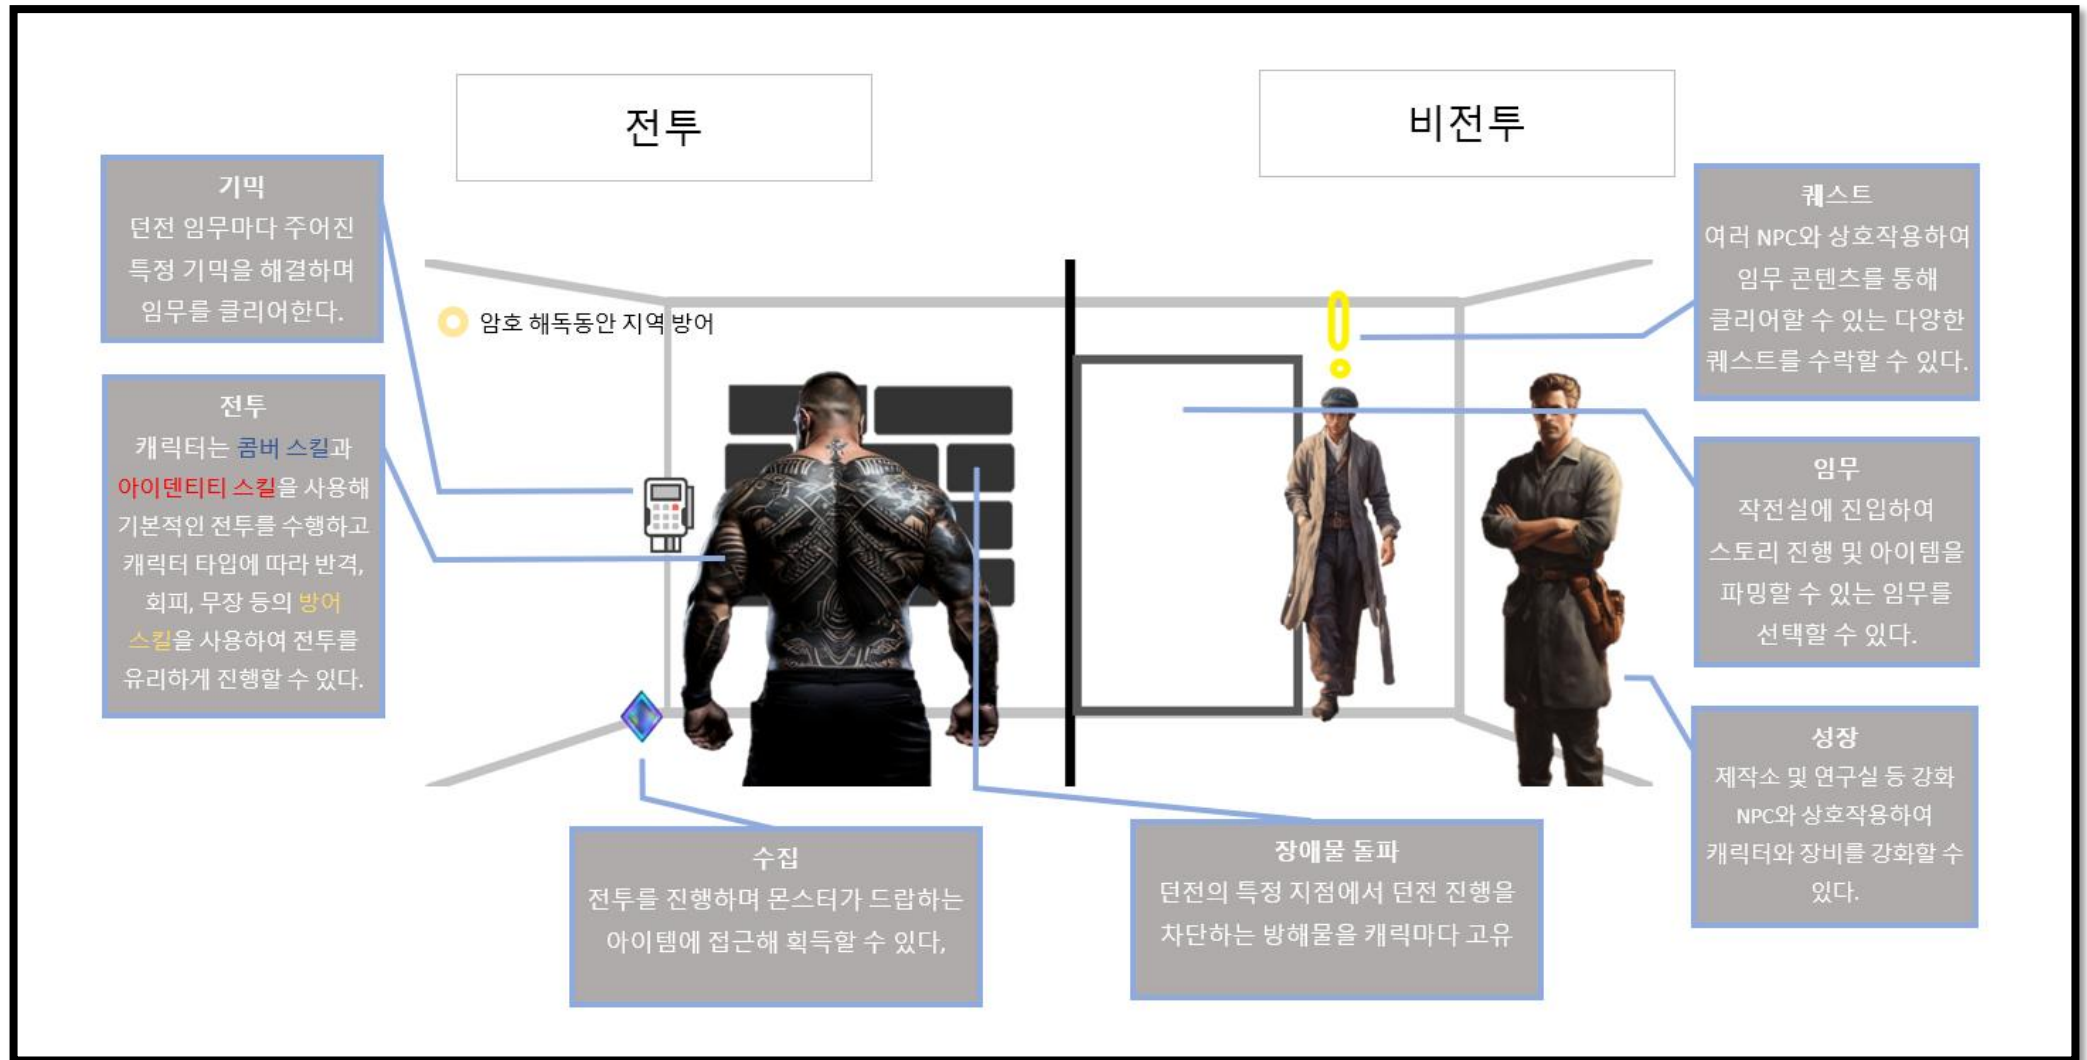 전투
비전투
기믹
던전 임무마다 주어진
특정 기믹을 해결하며
임무를 클리어한다.
암호 해독동안 지역 방어
전투
캐릭터는 콤버 스킬과
아이덴티티 스킬을 사용해
기본적인 전투를 수행하고
캐릭터 타입에 따라 반격,
회피, 무장 등의 방어
스킬을 사용하여 전투를
유리하게 진행할 수 있다.
수집
전투를 진행하며 몬스터가 드랍하는
아이템에 접근해 획득할 수 있다,
장애물 돌파
던전의 특정 지점에서 던전 진행을
차단하는 방해물을 캐릭마다 고유
퀘스트
여러 NPC와 상호작용하여
임무 콘텐츠를 통해
클리어할 수 있는 다양한
퀘스트를 수락할 수 있다.
임무
작전실에 진입하여
스토리 진행 및 아이템을
파밍할 수 있는 임무를
선택할 수 있다.
성장
제작소 및 연구실 등 강화
NPC와 상호작용하여
캐릭터와 장비를 강화할 수
있다.